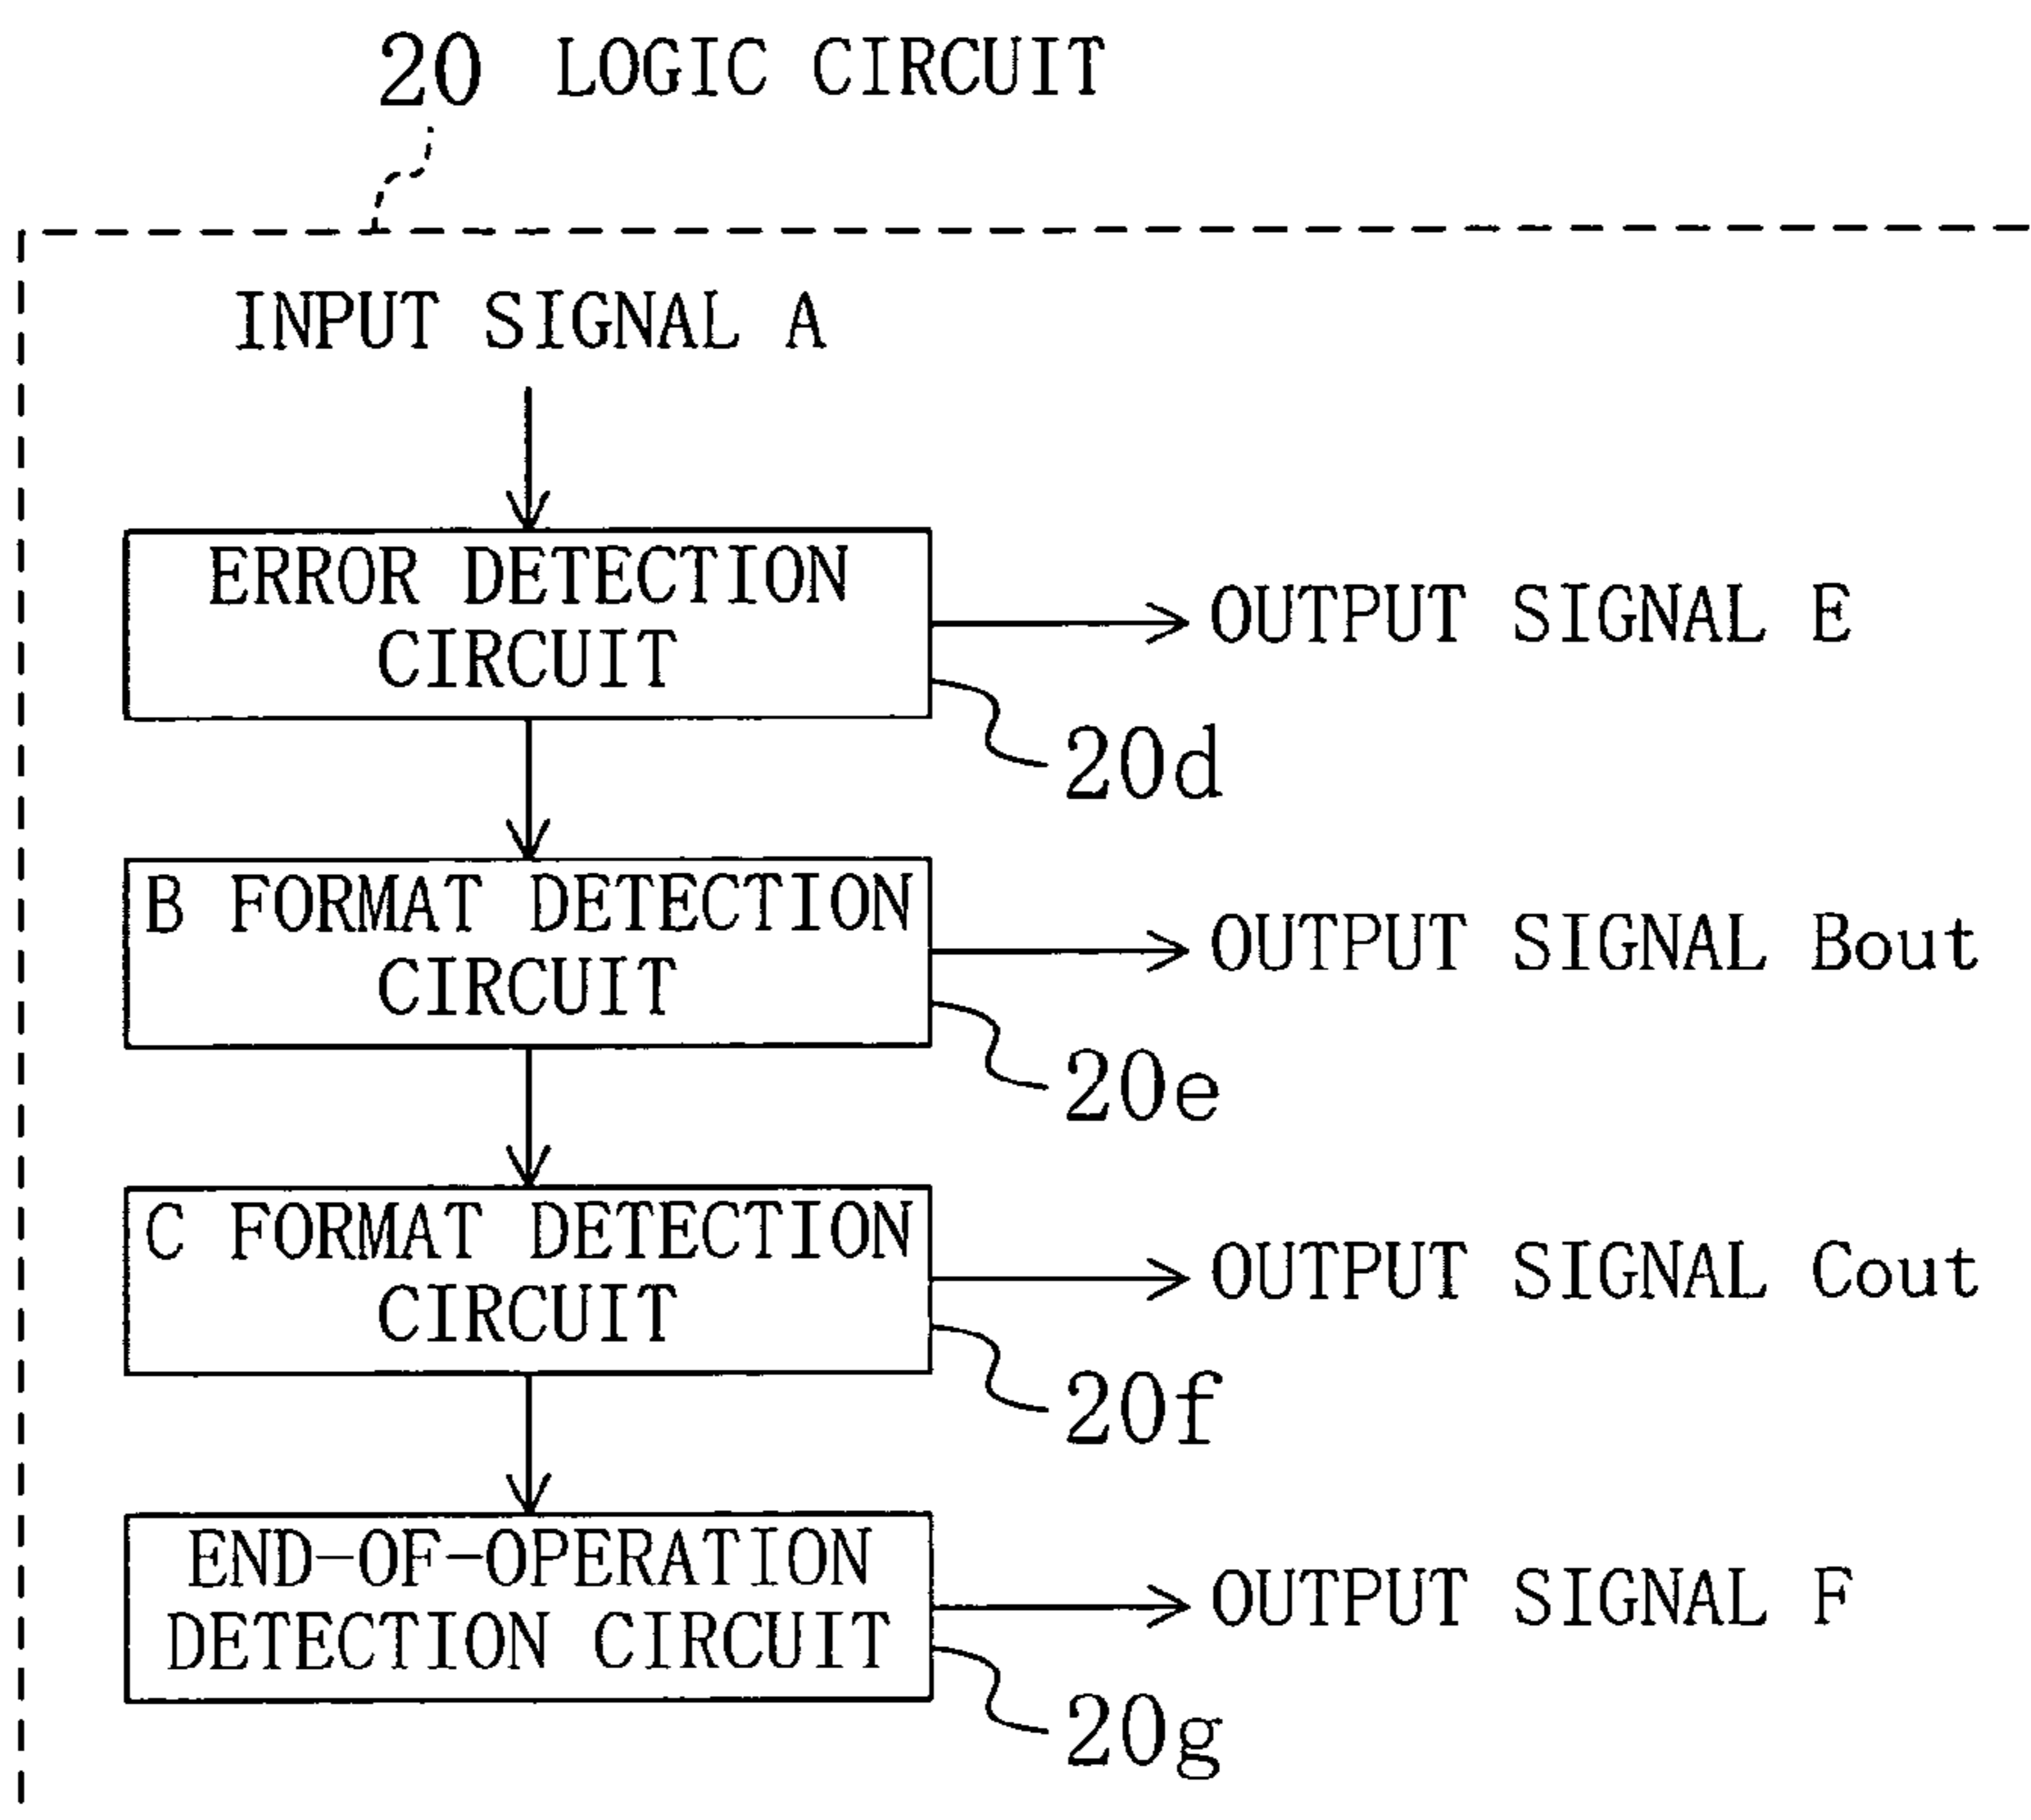 20 LOGIC CIRCUIT
INPUT SIGNAL A
ERROR DETECTION
CIRCUIT
OUTPUT SIGNAL E
20d
B FORMAT DETECTION
CIRCUIT
OUTPUT SIGNAL Bout
20e
C FORMAT DETECTION
CIRCUIT
OUTPUT SIGNAL Cout
20f
END-OF-OPERATION
DETECTION CIRCUIT
OUTPUT SIGNAL F
20g